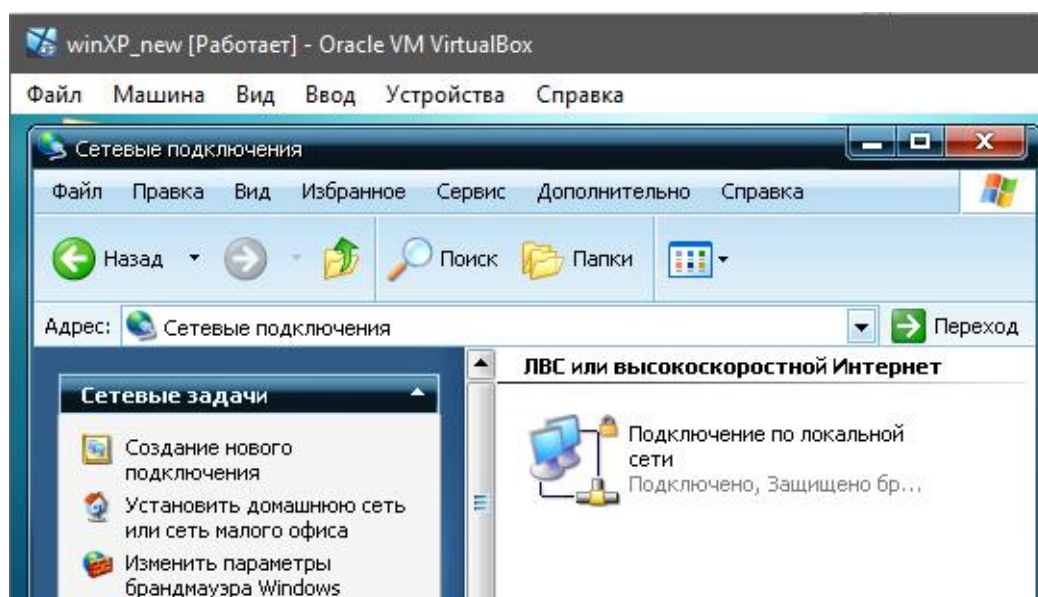 winXP_new [Работает] - Oracle VM VirtualBox
Файл Машина Вид Ввод Устройства Справка
Сетевые подключения
Файл Правка Вид Избранное Сервис Дополнительно Справка
Назад Поиск Папки
Адрес: Сетевые подключения Переход
Сетевые задачи
Создание нового
подключения
Установить домашнюю сеть
или сеть малого офиса
Изменить параметры
брандмауэра Windows
ЛВС или высокоскоростной Интернет
Подключение по локальной
сети
Подключено, Защищено бр...